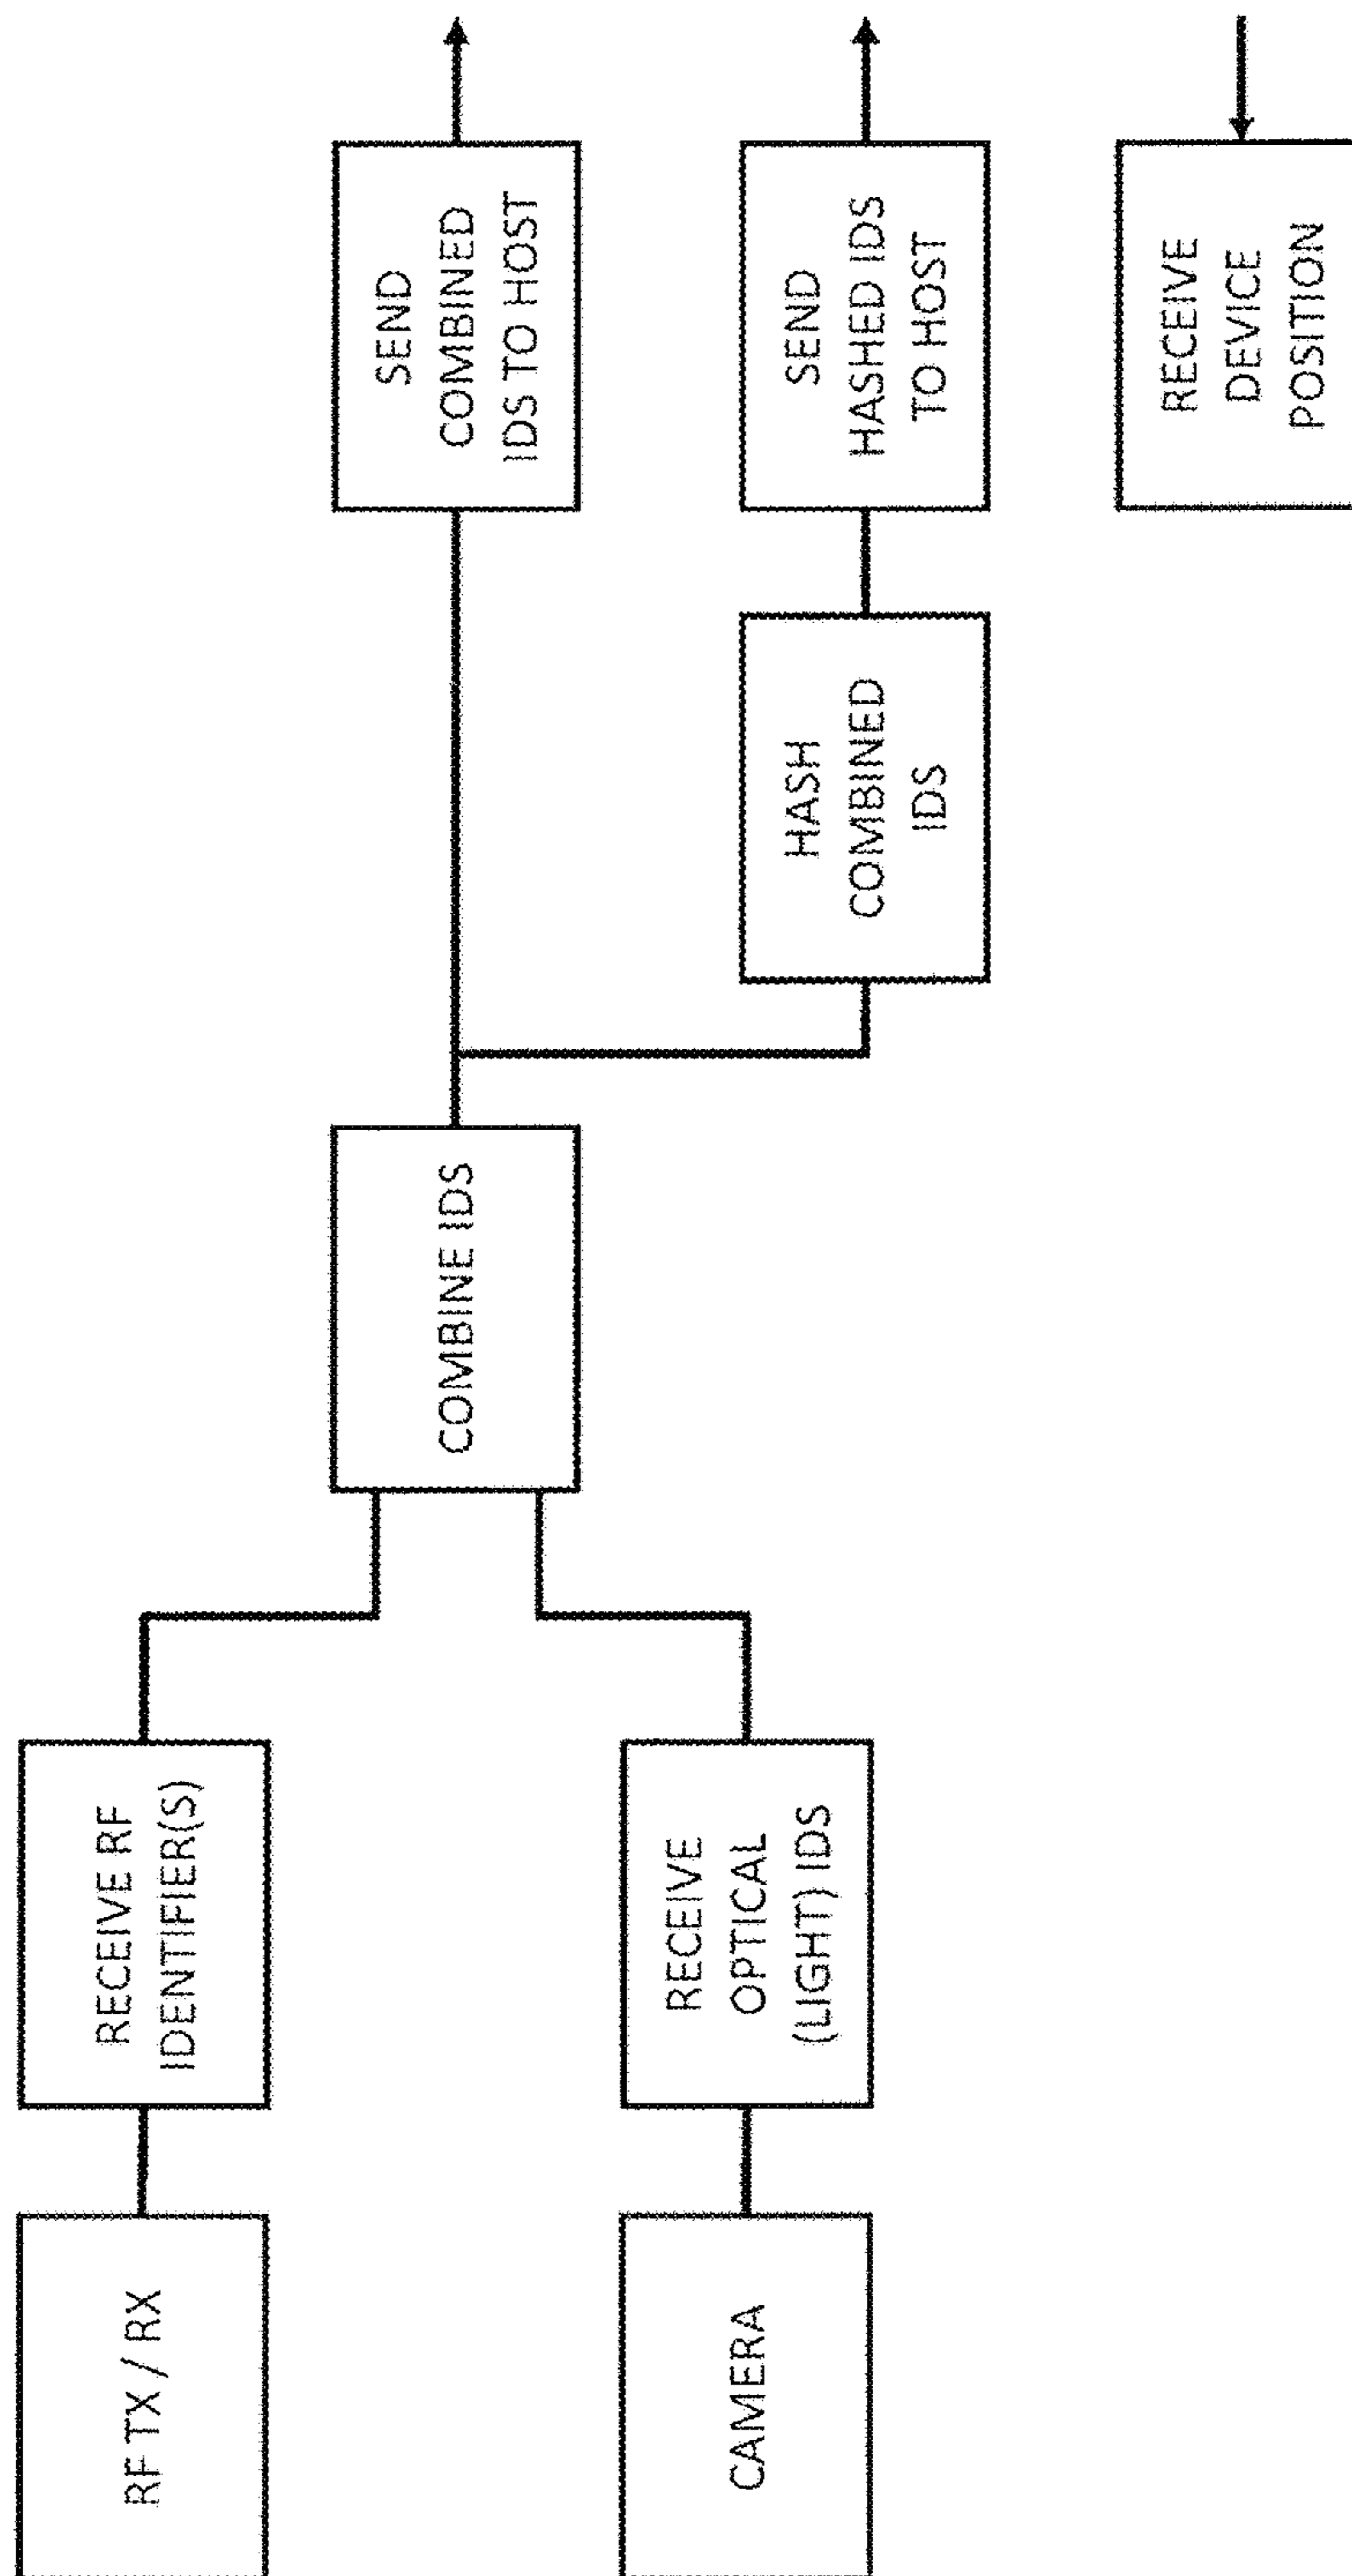 RF TX / RX
RECEIVE RF
IDENTIFIER(S)
CAMERA
RECEIVE
OPTICAL
(LIGHT) IDS
COMBINE IDS
SEND
COMBINED
IDS TO HOST
HASH
COMBINED
IDS
SEND
HASHED IDS
TO HOST
RECEIVE
DEVICE
POSITION